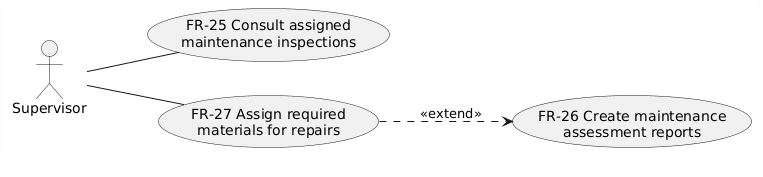 FR-25 Consult assigned
maintenance inspections
Supervisor
FR-27 Assign required
materials for repairs
«extend»
FR-26 Create maintenance
assessment reports